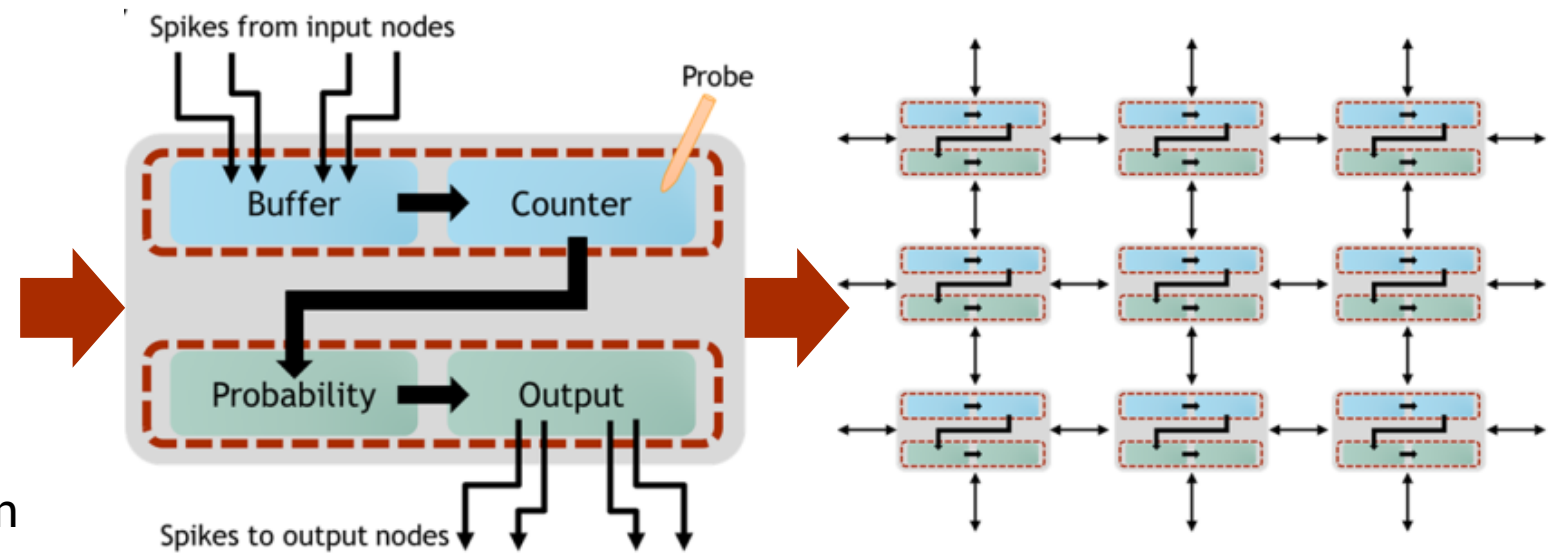 Spikes from input nodes
Probe
Buffer
Counter
Probability
Output
Spikes to output nodes